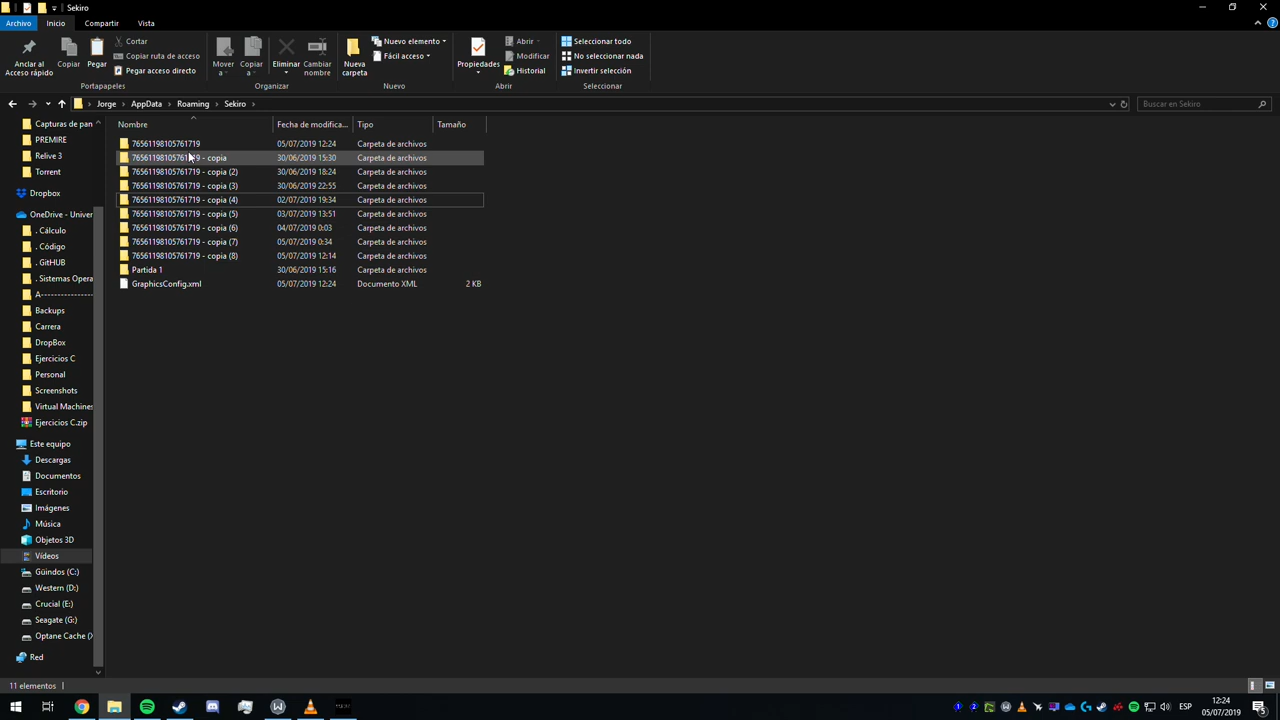 Sekiro
Archivo Inicio Compartir Vista
Anclar al Acceso rápido
Copiar
Pegar
Cortar
Copiar ruta de acceso
Pegar acceso directo
Portapapeles
Mover a
Copiar a
Eliminar
Cambiar nombre
Organizar
Nueva carpeta
Nuevo elemento
Fácil acceso
Nuevo
Propiedades
Abrir
Modificar
Historial
Abrir
Seleccionar todo
No seleccionar nada
Invertir selección
Seleccionar
Jorge > AppData > Roaming > Sekiro >
Buscar en Sekiro
Capturas de pan
PREMIRE
Relive 3
Torrent
Dropbox
OneDrive - Univer
. Cálculo
. Código
. GitHUB
. Sistemas Opera
A----------------
Backups
Carrera
DropBox
Ejercicios C
Personal
Screenshots
Virtual Machines
Ejercicios C.zip
Este equipo
Descargas
Documentos
Escritorio
Imágenes
Música
Objetos 3D
Vídeos
Güindos (C:)
Western (D:)
Crucial (E:)
Seagate (G:)
Optane Cache (X
Red
Nombre Fecha de modifica... Tipo Tamaño
76561198105761719 05/07/2019 12:24 Carpeta de archivos
76561198105761719 - copia 30/06/2019 15:30 Carpeta de archivos
76561198105761719 - copia (2) 30/06/2019 18:24 Carpeta de archivos
76561198105761719 - copia (3) 30/06/2019 22:55 Carpeta de archivos
76561198105761719 - copia (4) 02/07/2019 19:34 Carpeta de archivos
76561198105761719 - copia (5) 03/07/2019 13:51 Carpeta de archivos
76561198105761719 - copia (6) 04/07/2019 0:03 Carpeta de archivos
76561198105761719 - copia (7) 05/07/2019 0:34 Carpeta de archivos
76561198105761719 - copia (8) 05/07/2019 12:14 Carpeta de archivos
Partida 1 30/06/2019 15:16 Carpeta de archivos
GraphicsConfig.xml 05/07/2019 12:24 Documento XML 2 KB
11 elementos
ESP
12:24
05/07/2019